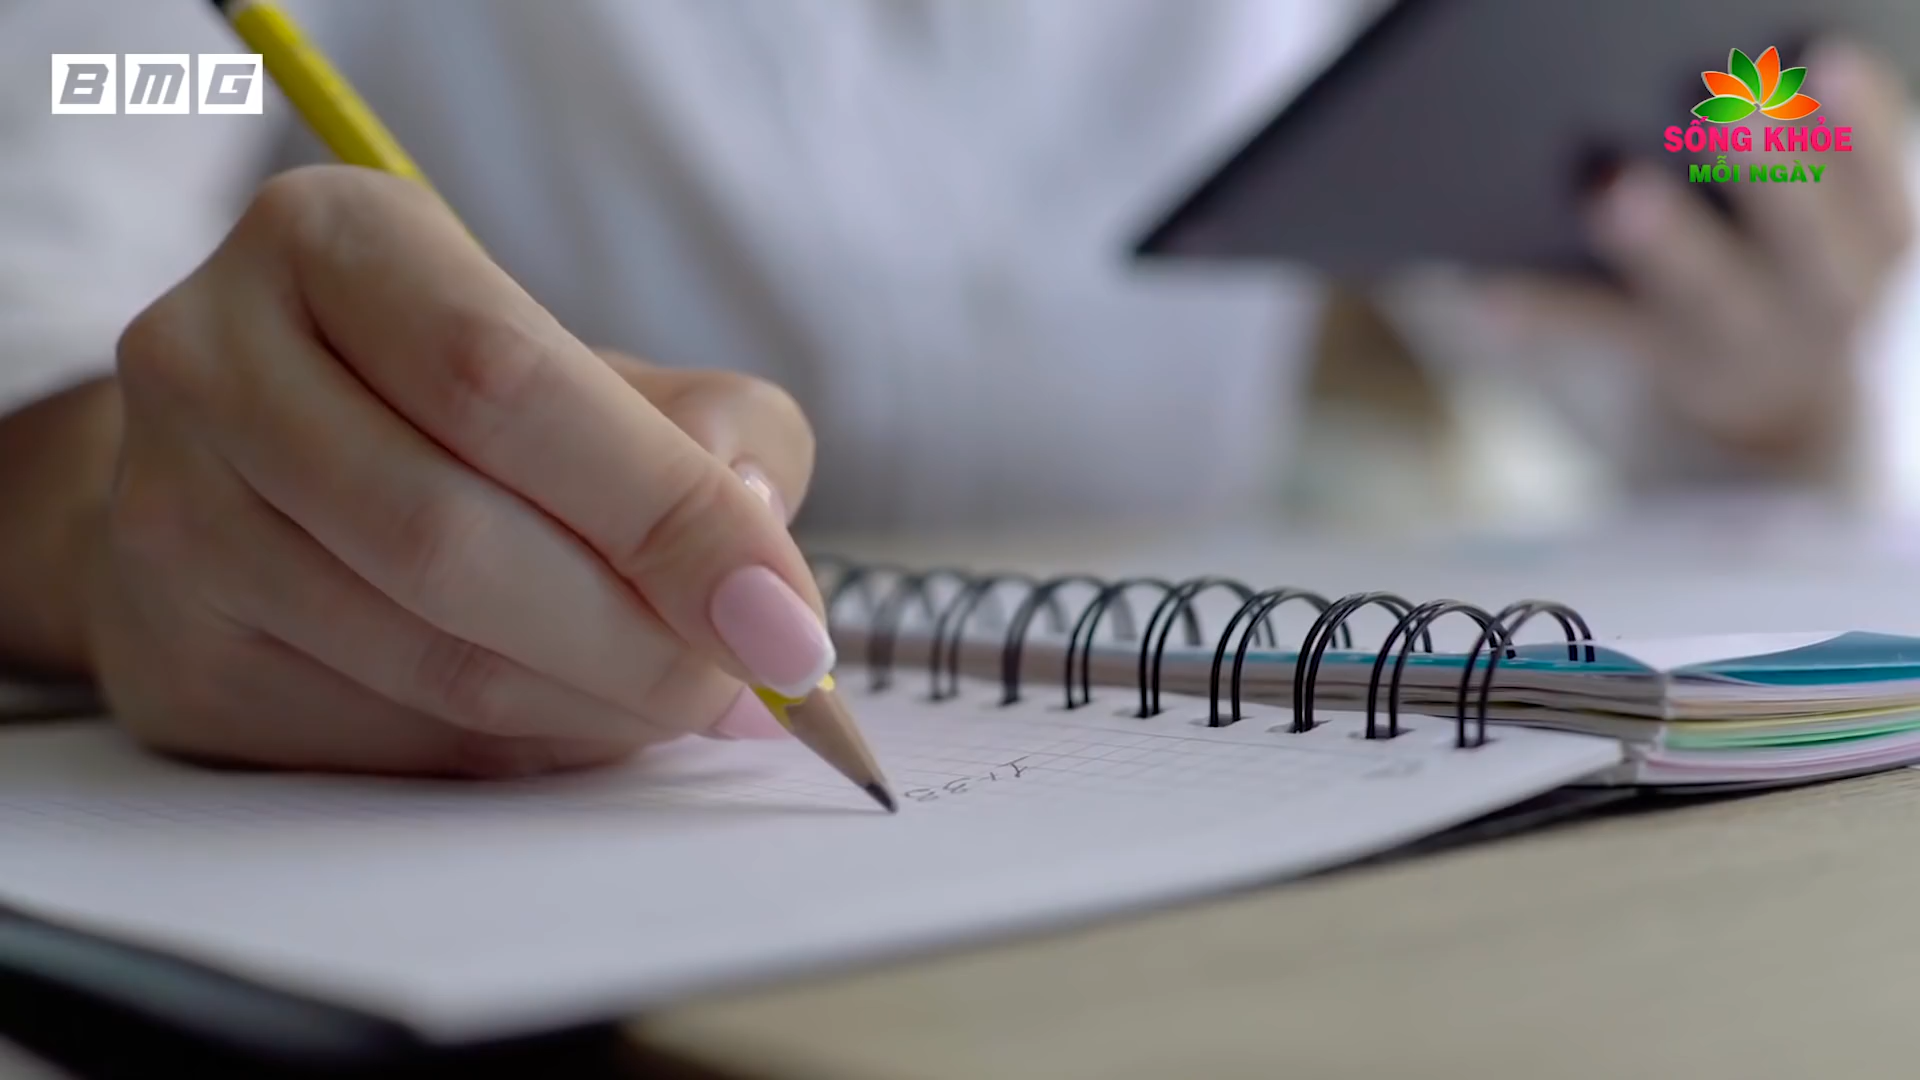 BMG
SỐNG KHỎE
MỖI NGÀY